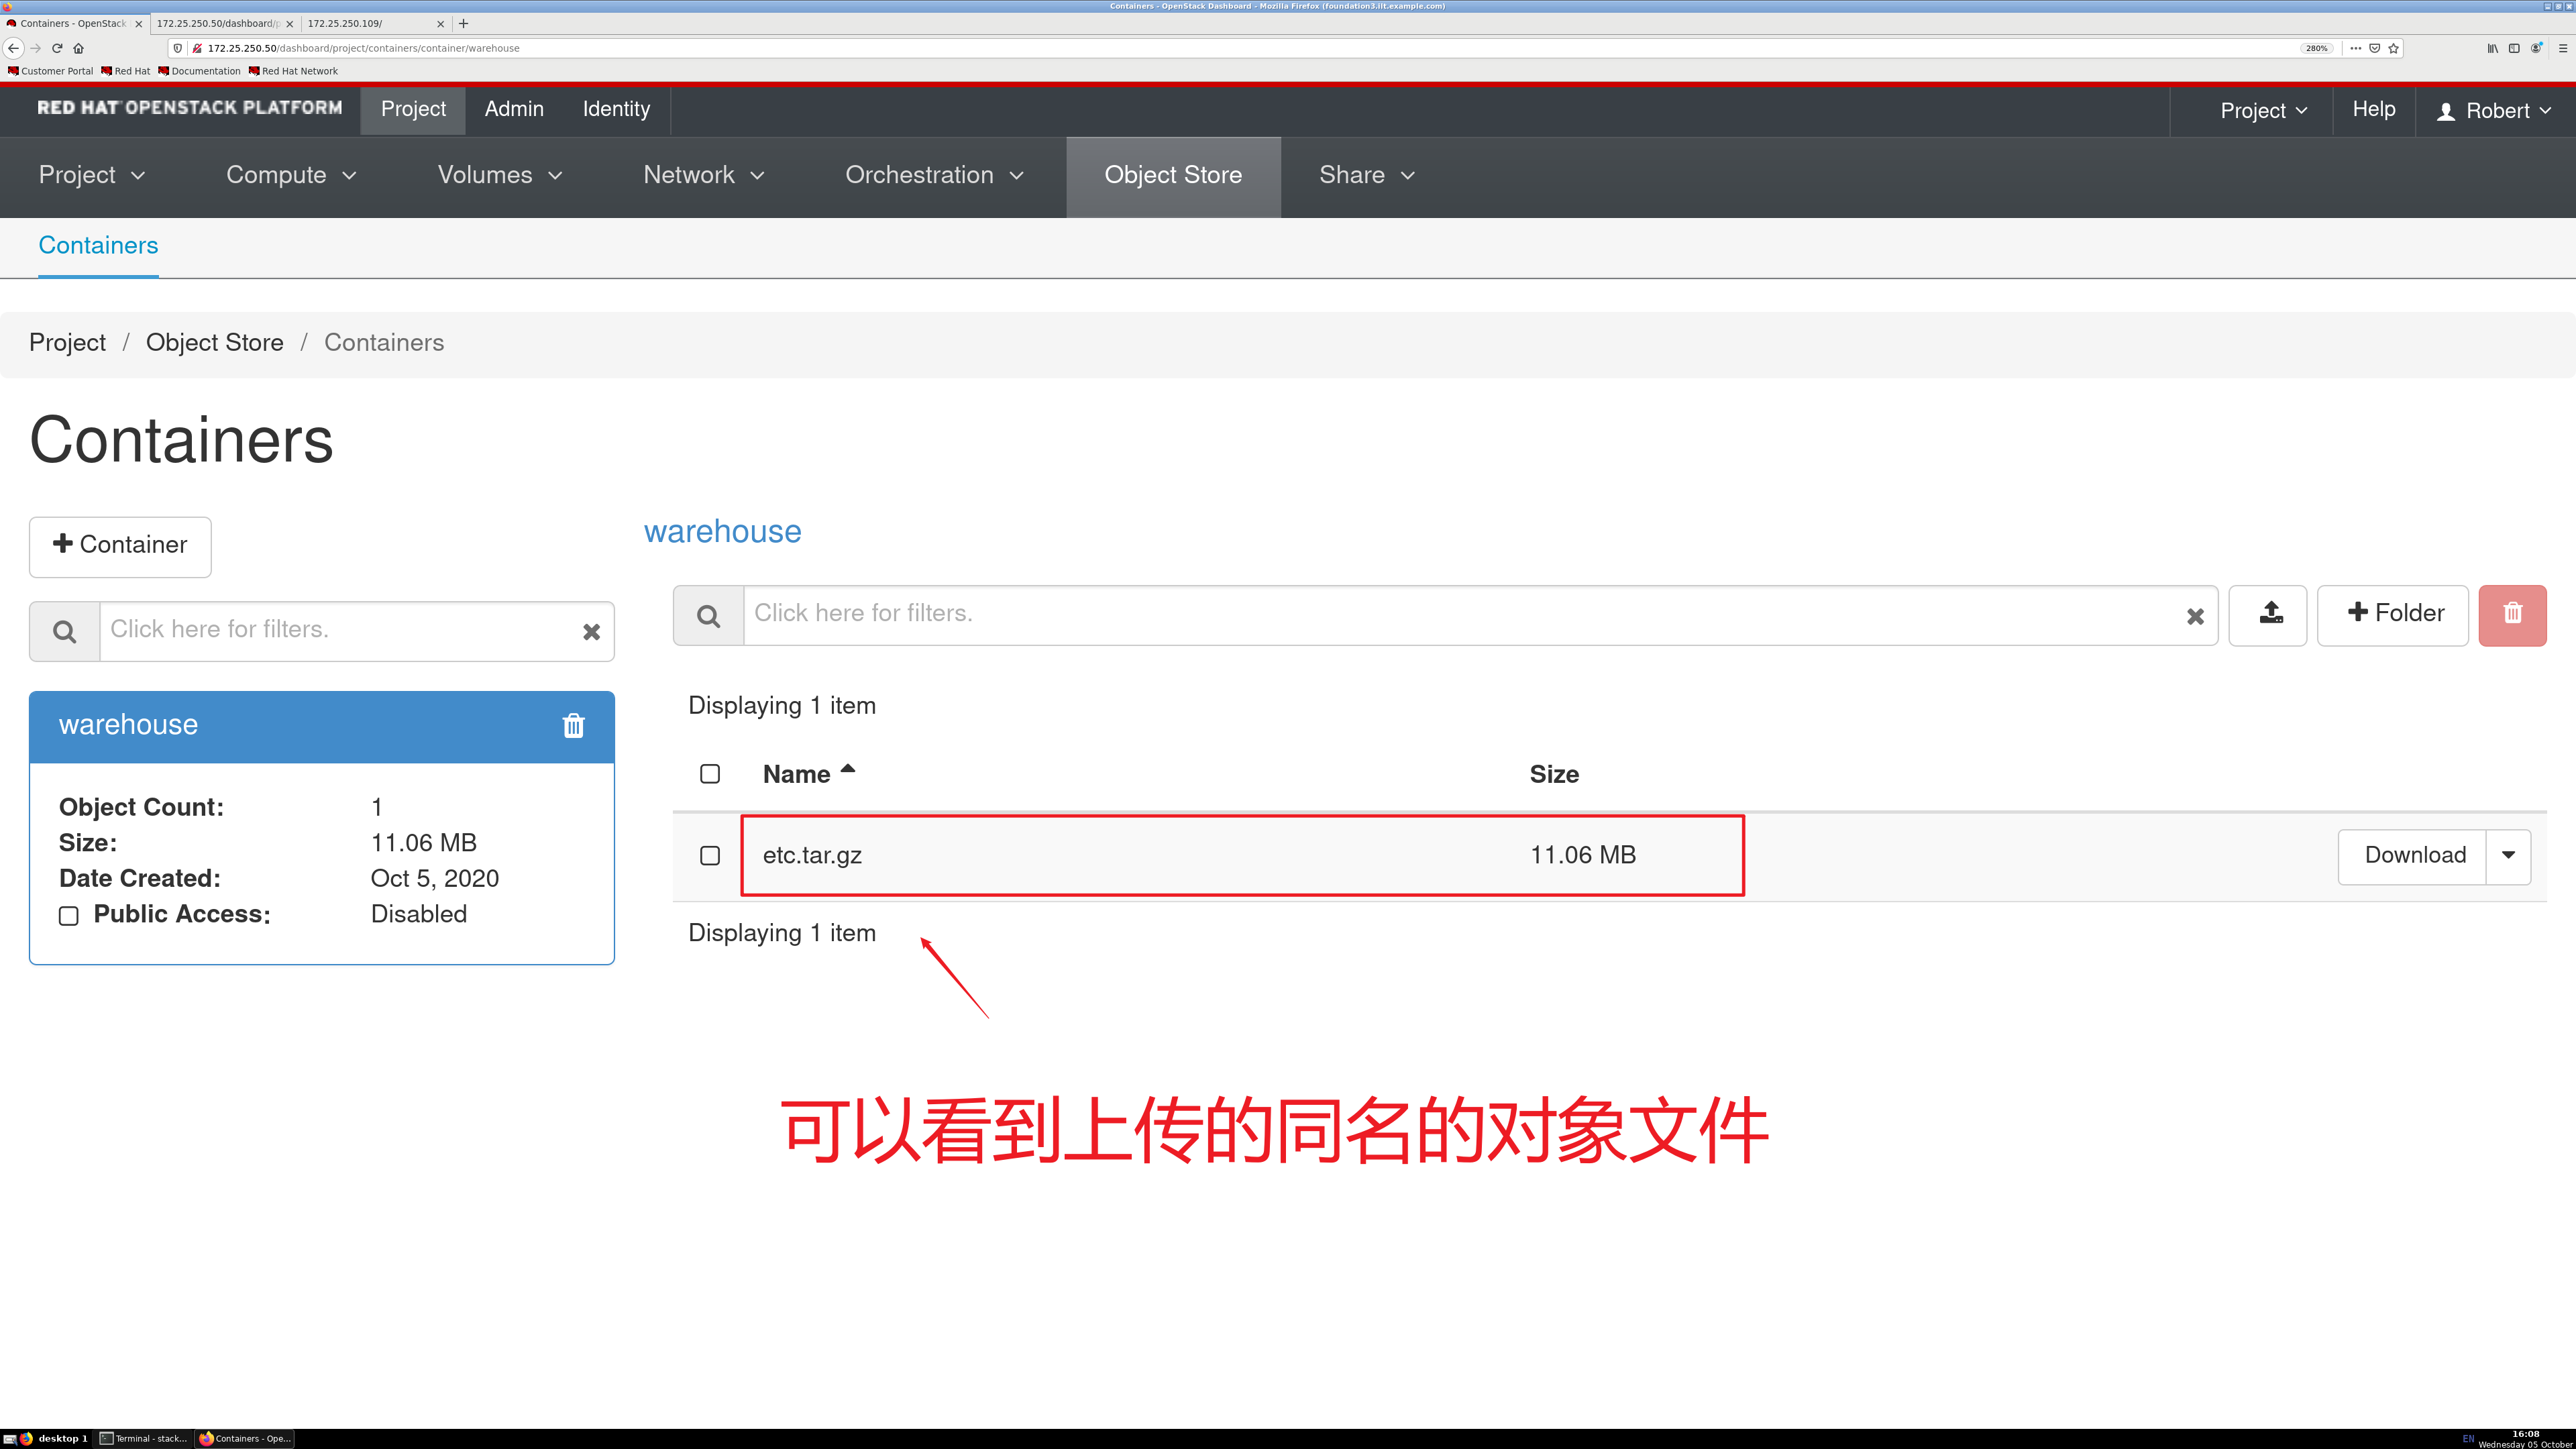 Containers - OpenStack Dashboard - Mozilla Firefox (foundation3.ilt.example.com)
Containers - OpenStack
172.25.250.50/dashboard/p
172.25.250.109/
172.25.250.50/dashboard/project/containers/container/warehouse
280%
Customer Portal
Red Hat
Documentation
Red Hat Network
RED HAT OPENSTACK PLATFORM
Project
Admin
Identity
Project
Help
Robert
Project
Compute
Volumes
Network
Orchestration
Object Store
Share
Containers
Project / Object Store / Containers
Containers
Container
Click here for filters.
warehouse
Object Count: 1
Size: 11.06 MB
Date Created: Oct 5, 2020
Public Access: Disabled
warehouse
Click here for filters.
Folder
Displaying 1 item
Name Size
etc.tar.gz 11.06 MB
Download
Displaying 1 item
可以看到上传的同名的对象文件
desktop 1
Terminal - stack...
Containers - Ope...
EN
16:08
Wednesday 05 October